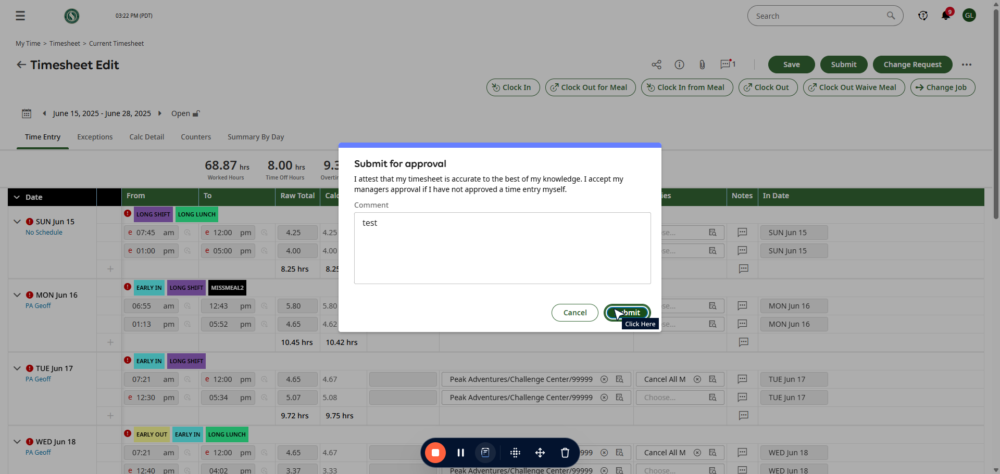 03:22 PM (PDT)
Search
9
GL
My Time > Timesheet > Current Timesheet
Timesheet Edit
1
Save
Submit
Change Request
Clock In
Clock Out for Meal
Clock In from Meal
Clock Out
Clock Out Waive Meal
Change Job
June 15, 2025 - June 28, 2025
Open
Time Entry
Exceptions
Calc Detail
Counters
Summary By Day
68.87 hrs
Worked Hours
8.00 hrs
Time Off Hours
Submit for approval
I attest that my timesheet is accurate to the best of my knowledge. I accept my
managers approval if I have not approved a time entry myself.
Comment
test
Cancel
Click Here
Date From To Raw Total Notes In Date
LONG SHIFT LONG LUNCH
SUN Jun 15
No Schedule
e 07:45 am e 12:00 pm 4.25 4.25 SUN Jun 15
e 01:00 pm e 05:00 pm 4.00 4.00 SUN Jun 15
8.25 hrs 8.25
EARLY IN LONG SHIFT MISSMEAL2
MON Jun 16
PA Geoff
06:55 am 12:43 pm 5.80 5.80 MON Jun 16
01:13 pm 05:52 pm 4.65 4.62 MON Jun 16
10.45 hrs 10.42 hrs
EARLY IN LONG SHIFT
TUE Jun 17
PA Geoff
07:21 am e 12:00 pm 4.65 4.67 Peak Adventures/Challenge Center/99999 Cancel All M TUE Jun 17
e 12:30 pm 05:34 pm 5.07 5.08 Peak Adventures/Challenge Center/99999 Choose... TUE Jun 17
9.72 hrs 9.75 hrs
EARLY OUT EARLY IN LONG LUNCH
WED Jun 18
PA Geoff
07:21 am e 12:00 pm 4.65 4.67 999 Cancel All M WED Jun 18
e 12:40 pm 04:02 pm 3.37 3.33 Peak Adventures/Challenge Center/99999 Choose... WED Jun 18